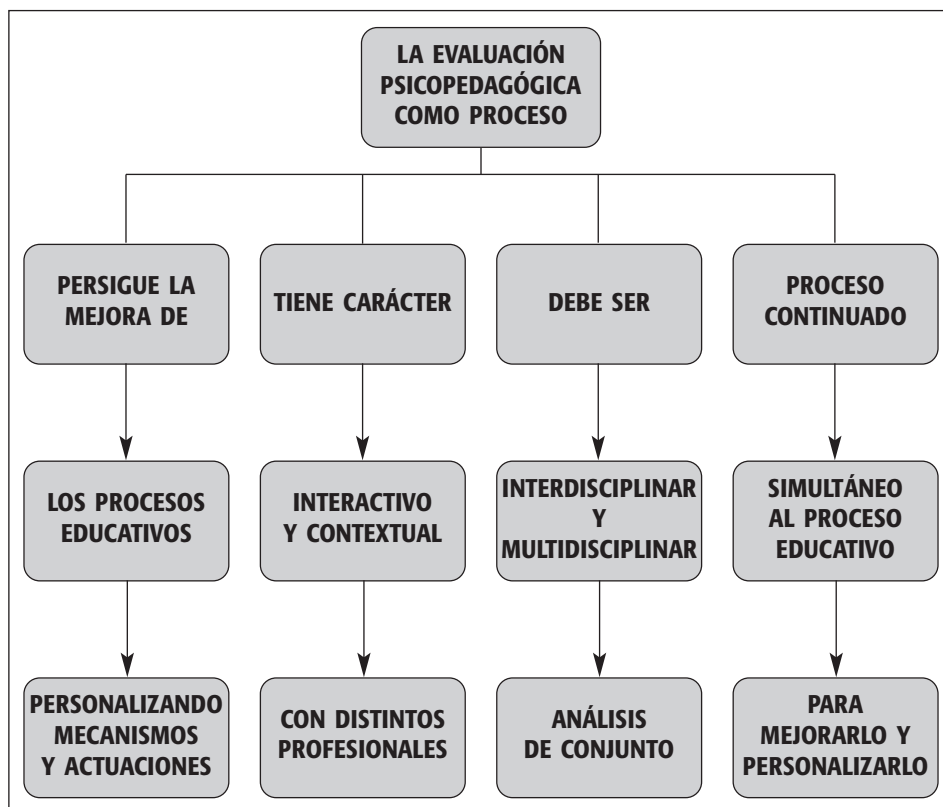 LA EVALUACIÓN
PSICOPEDAGÓGICA
COMO PROCESO
PERSIGUE LA
MEJORA DE
TIENE CARÁCTER
DEBE SER
PROCESO
CONTINUADO
LOS PROCESOS
EDUCATIVOS
INTERACTIVO
Y CONTEXTUAL
INTERDISCIPLINAR
Y
MULTIDISCIPLINAR
SIMULTÁNEO
AL PROCESO
EDUCATIVO
PERSONALIZANDO
MECANISMOS
Y ACTUACIONES
CON DISTINTOS
PROFESIONALES
ANÁLISIS
DE CONJUNTO
PARA
MEJORARLO Y
PERSONALIZARLO